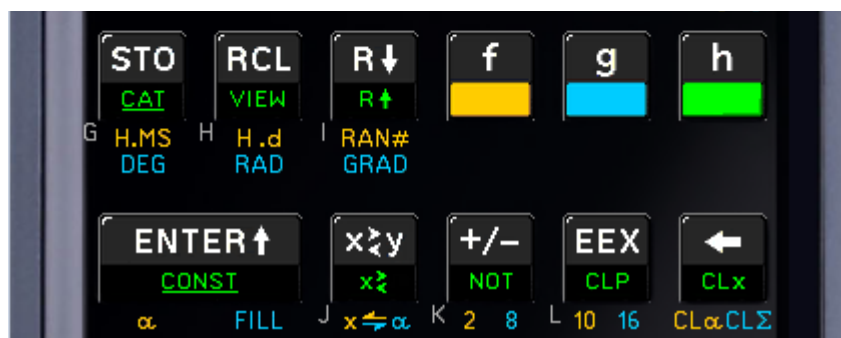 STO RCL R↓ f g h
CAT VIEW R↑
G H.MS H H.d I RAN#
DEG RAD GRAD
ENTER↑ x≷y +/− EEX ←
CONST x≷ NOT CLP CLx
α FILL J x⇆α K 2 8 L 10 16 CLα CLΣ